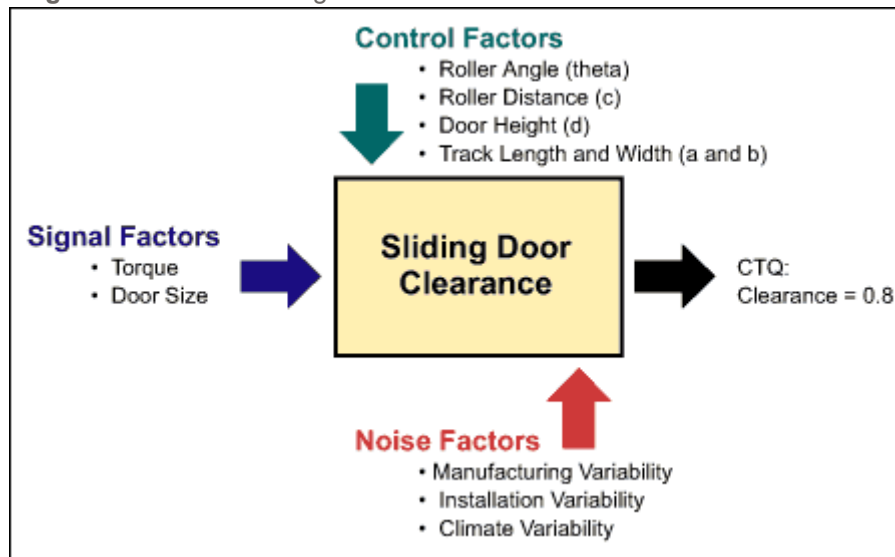 Control Factors
• Roller Angle (theta)
• Roller Distance (c)
• Door Height (d)
• Track Length and Width (a and b)
Signal Factors
• Torque
• Door Size
Sliding Door
Clearance
CTQ:
Clearance = 0.8
Noise Factors
• Manufacturing Variability
• Installation Variability
• Climate Variability